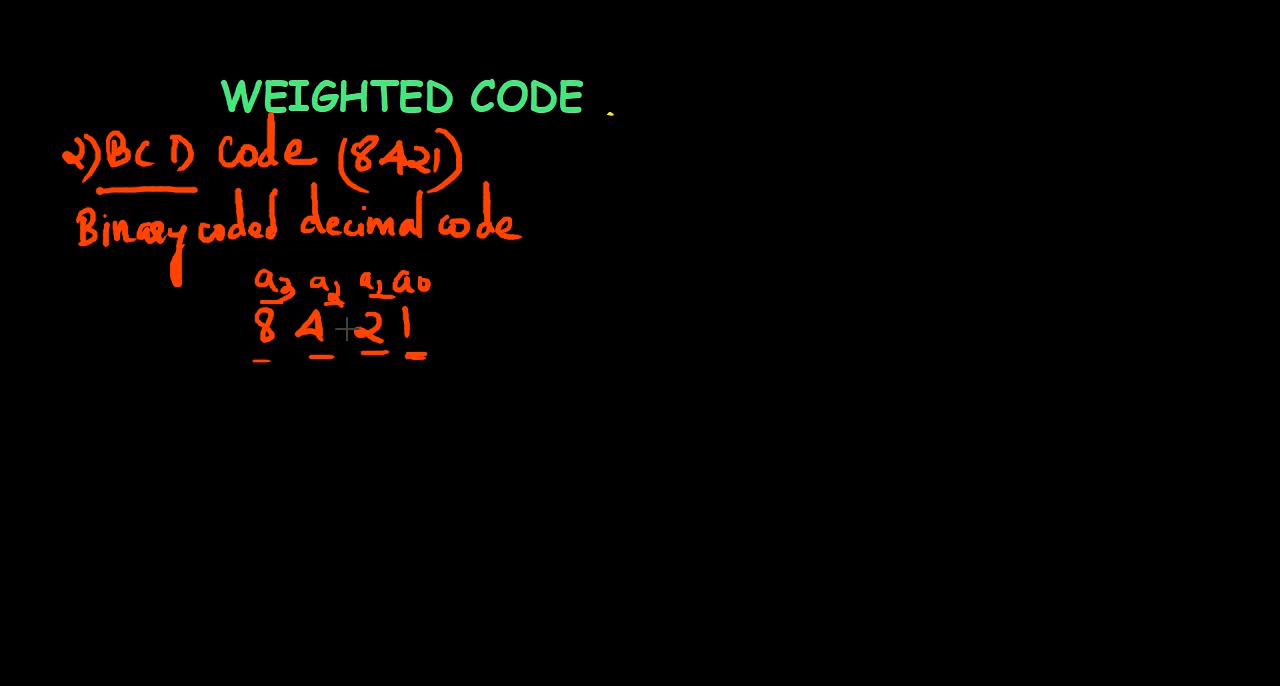 WEIGHTED CODE .
2) BCD code (8421)
Binary coded decimal code
a3 a2 a1 a0
8 4 2 1